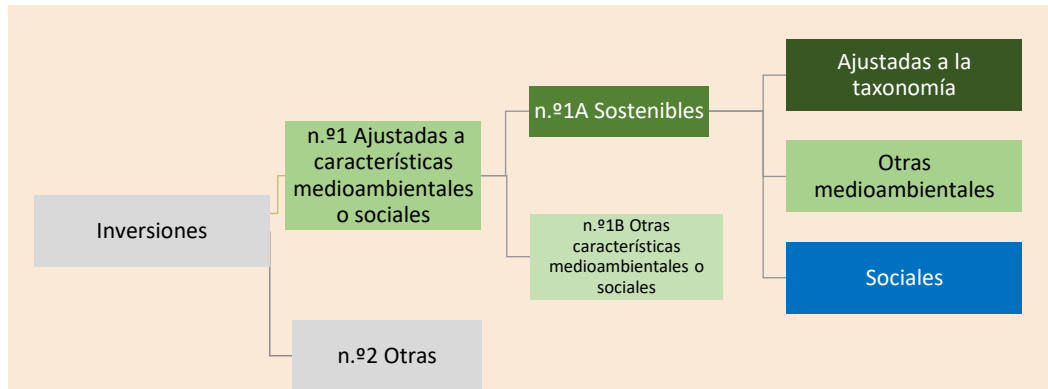 Inversiones
n.º1 Ajustadas a
características
medioambientales
o sociales
n.º2 Otras
n.º1A Sostenibles
n.º1B Otras
características
medioambientales o
sociales
Ajustadas a la
taxonomía
Otras
medioambientales
Sociales